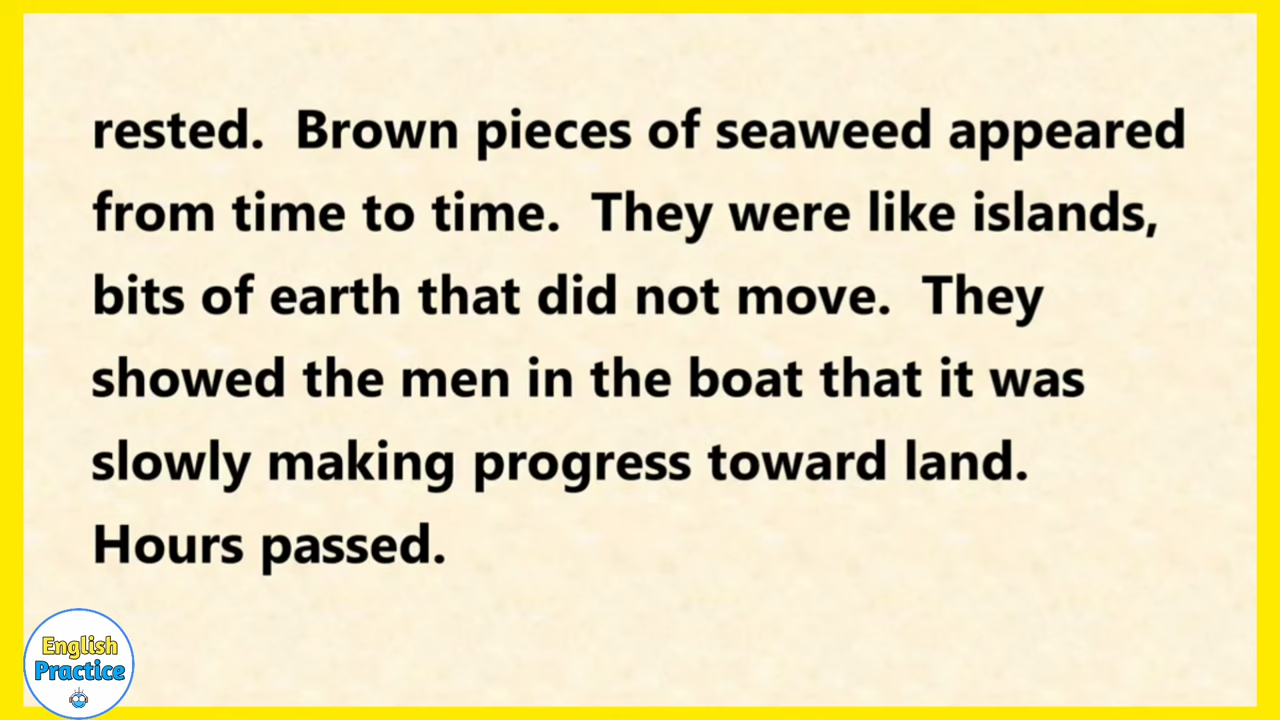 rested.  Brown pieces of seaweed appeared
from time to time.  They were like islands,
bits of earth that did not move.  They
showed the men in the boat that it was
slowly making progress toward land.
Hours passed.
English
Practice